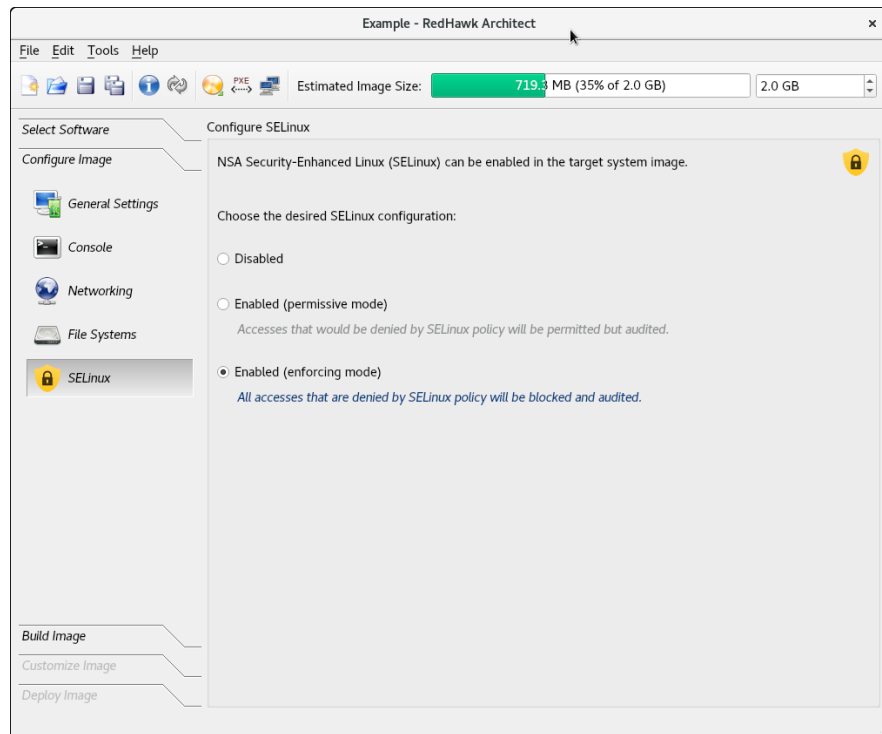 Example - RedHawk Architect ×
File Edit Tools Help
PXE
Estimated Image Size: 719.3 MB (35% of 2.0 GB) 2.0 GB
Select Software
Configure Image
General Settings
Console
Networking
File Systems
SELinux
Build Image
Customize Image
Deploy Image
Configure SELinux
NSA Security-Enhanced Linux (SELinux) can be enabled in the target system image.
Choose the desired SELinux configuration:
Disabled
Enabled (permissive mode)
Accesses that would be denied by SELinux policy will be permitted but audited.
Enabled (enforcing mode)
All accesses that are denied by SELinux policy will be blocked and audited.